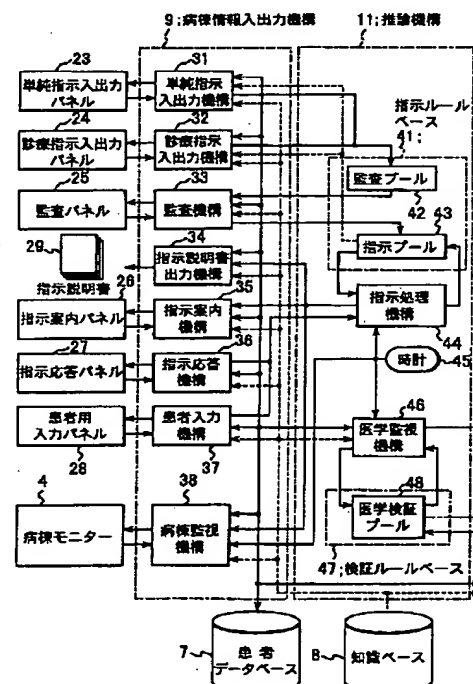 9;病棟情報入出力機構
11;推論機構
23
単純指示入出力
パネル
31
単純指示
入出力機構
24
診療指示入出力
パネル
32
診療指示
入出力機構
指示ルール
ベース
41;
25
監査パネル
33
監査機構
監査プール
42
43
指示プール
29
指示説明書
34
指示説明書
出力機構
26
指示案内パネル
35
指示案内
機構
指示処理
機構
44
27
指示応答パネル
36
指示応答
機構
時計
45
患者用
入力パネル
28
患者入力
機構
37
46
医学監視
機構
4
病棟モニター
38
病棟監視
機構
48
医学検証
プール
47;検証ルールベース
7
患者
データベース
8
知識ベース